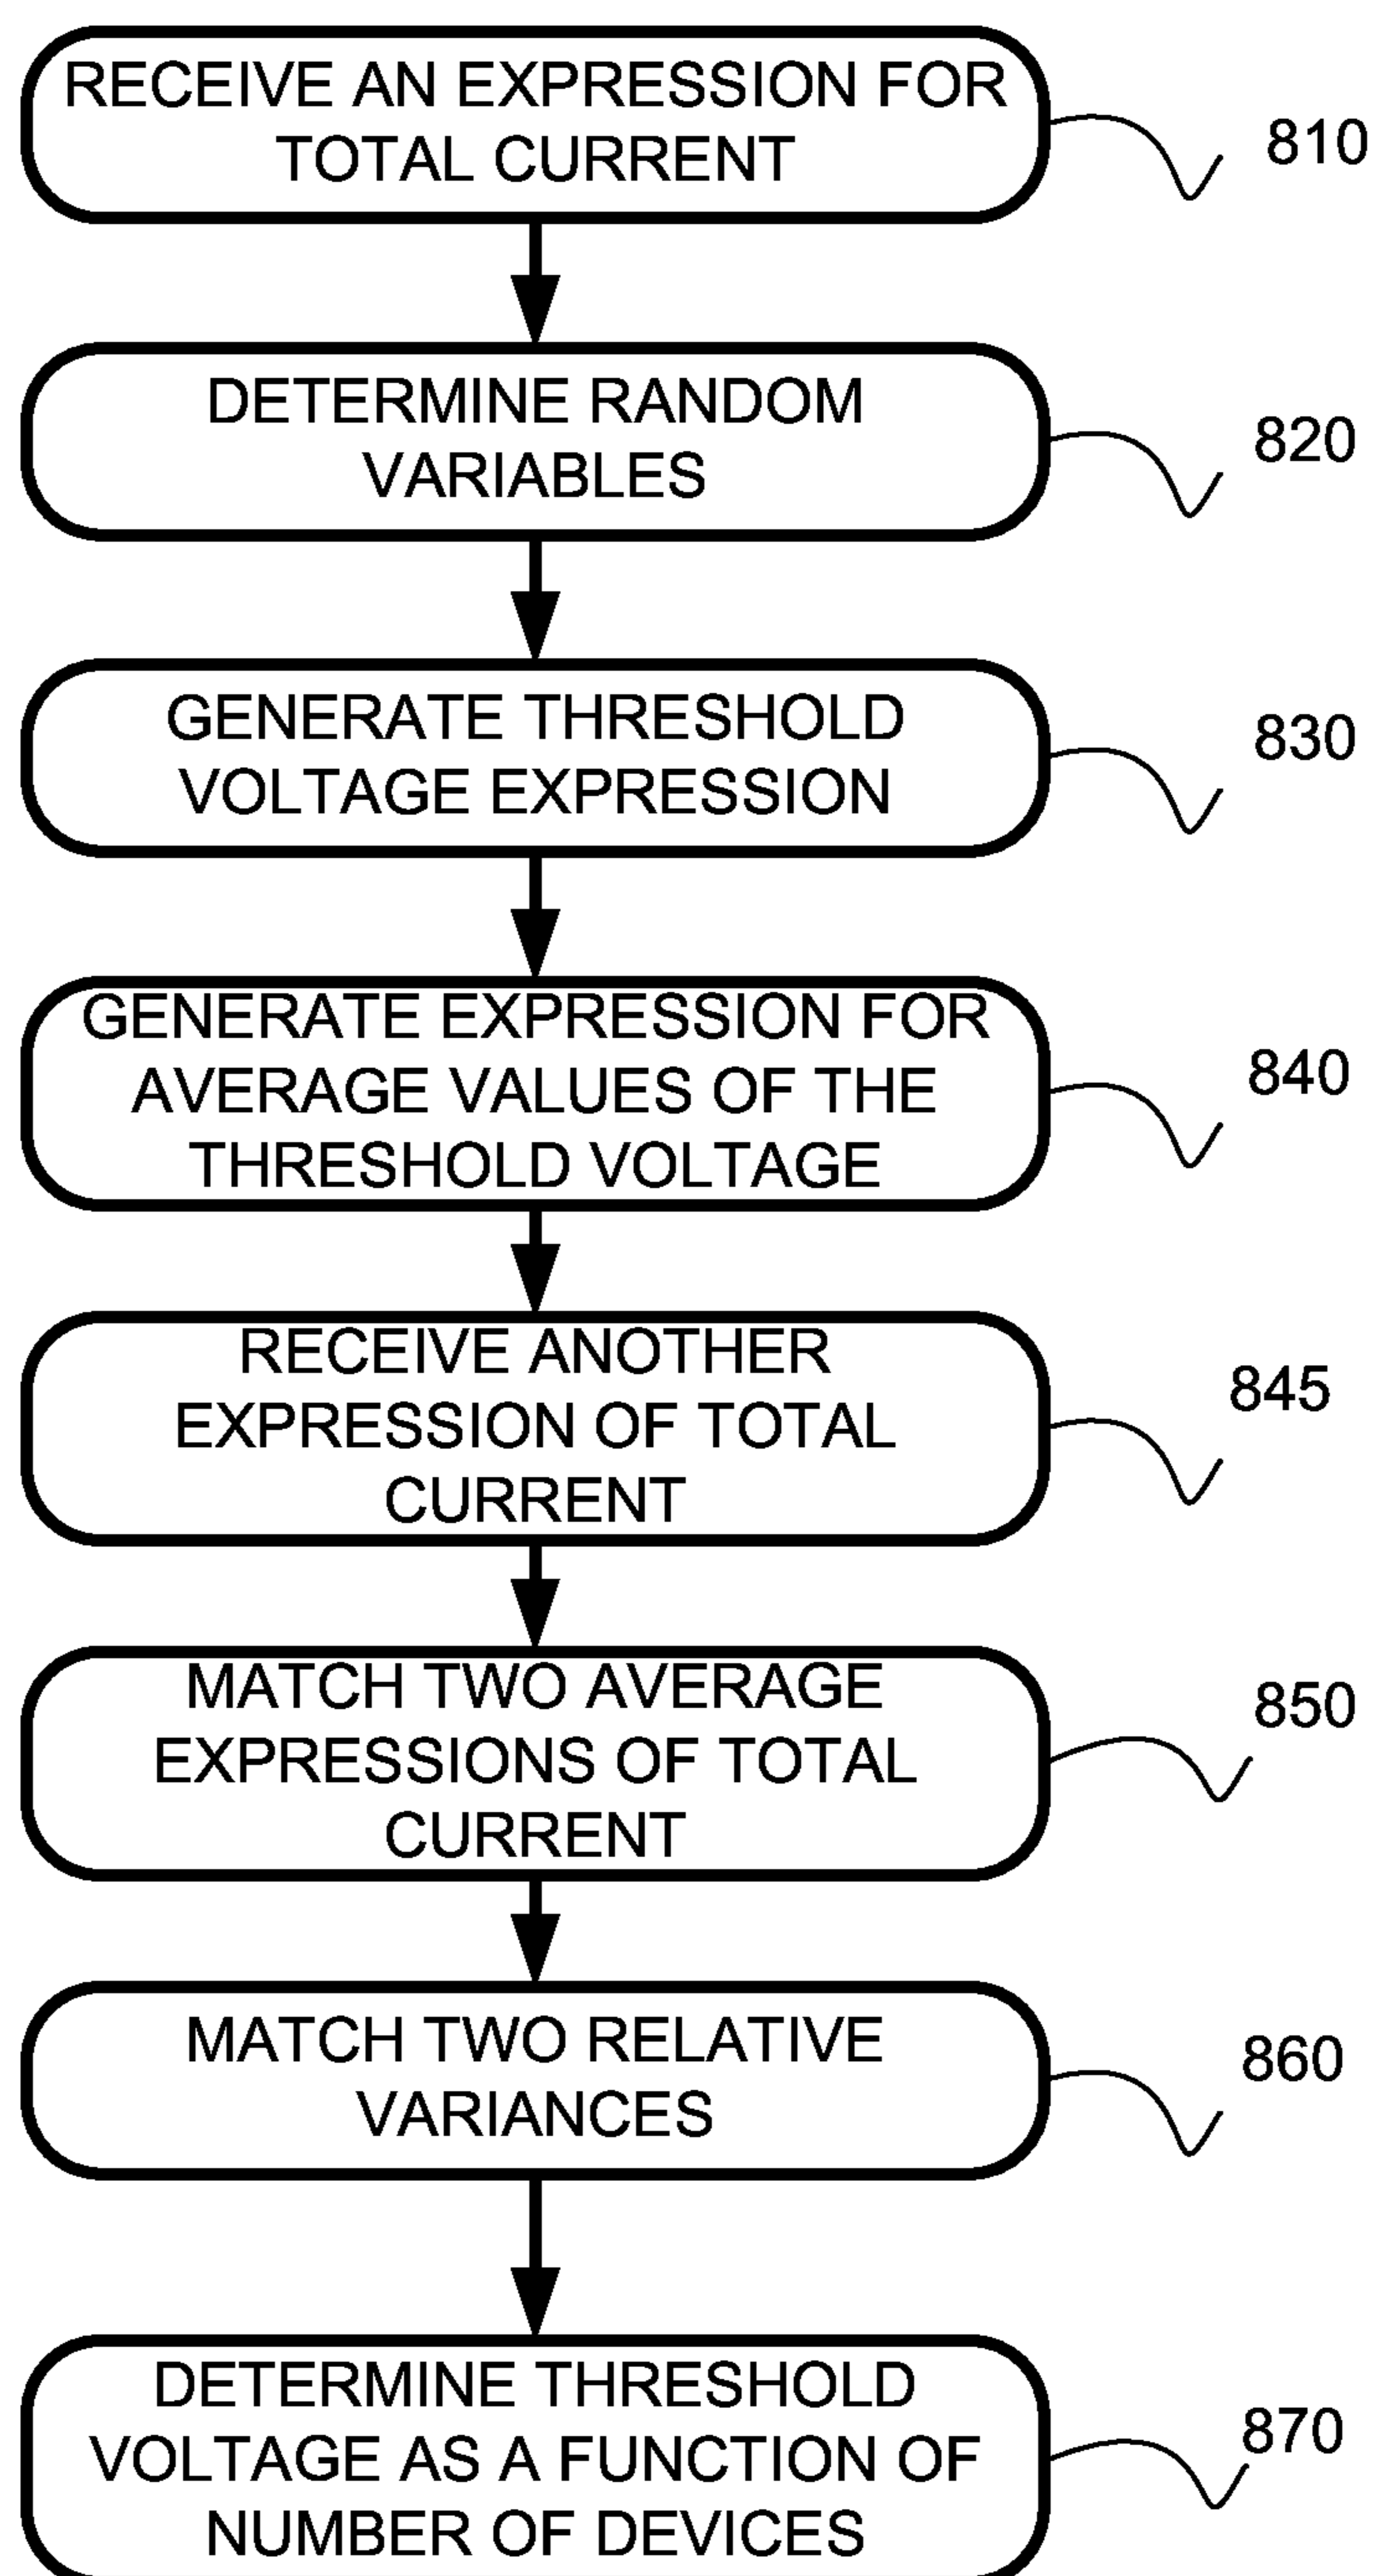 RECEIVE AN EXPRESSION FOR
TOTAL CURRENT
810
DETERMINE RANDOM
VARIABLES
820
GENERATE THRESHOLD
VOLTAGE EXPRESSION
830
GENERATE EXPRESSION FOR
AVERAGE VALUES OF THE
THRESHOLD VOLTAGE
840
RECEIVE ANOTHER
EXPRESSION OF TOTAL
CURRENT
845
MATCH TWO AVERAGE
EXPRESSIONS OF TOTAL
CURRENT
850
MATCH TWO RELATIVE
VARIANCES
860
DETERMINE THRESHOLD
VOLTAGE AS A FUNCTION OF
NUMBER OF DEVICES
870